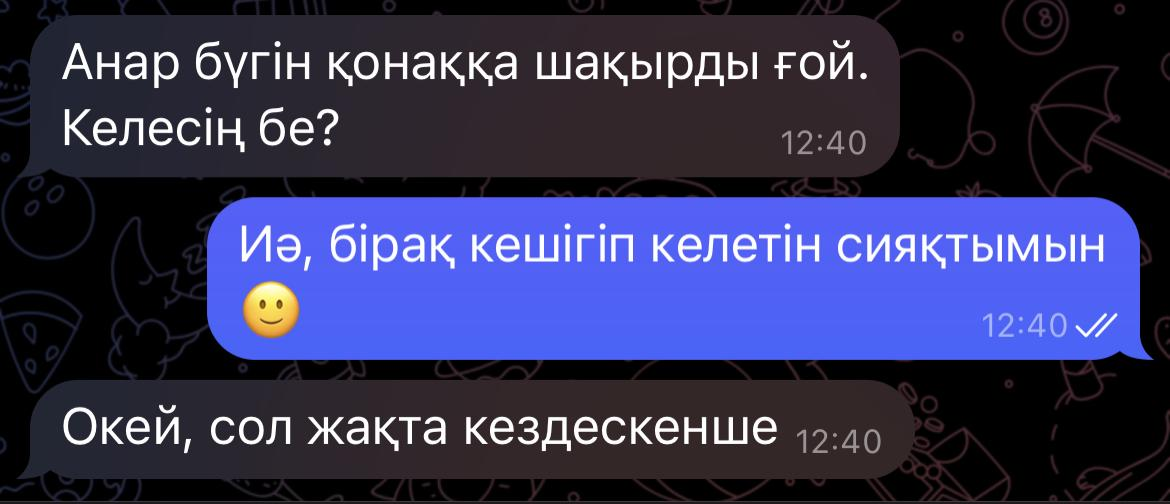 Анар бүгін қонаққа шақырды ғой.
Келесің бе?
12:40
Иә, бірақ кешігіп келетін сияқтымын
🙂
12:40
Окей, сол жақта кездескенше 12:40